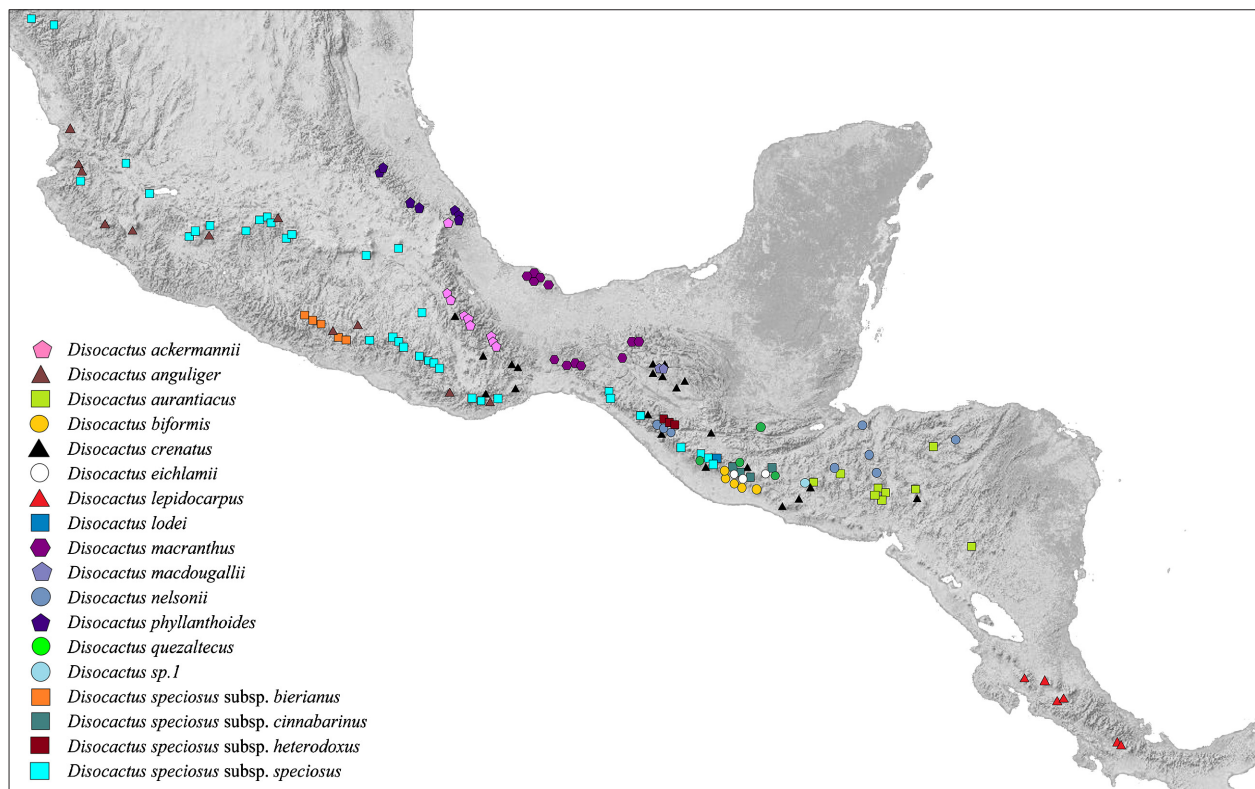 Disocactus ackermannii
Disocactus anguliger
Disocactus aurantiacus
Disocactus biformis
Disocactus crenatus
Disocactus eichlamii
Disocactus lepidocarpus
Disocactus lodei
Disocactus macranthus
Disocactus macdougallii
Disocactus nelsonii
Disocactus phyllanthoides
Disocactus quezaltecus
Disocactus sp.1
Disocactus speciosus subsp. bierianus
Disocactus speciosus subsp. cinnabarinus
Disocactus speciosus subsp. heterodoxus
Disocactus speciosus subsp. speciosus